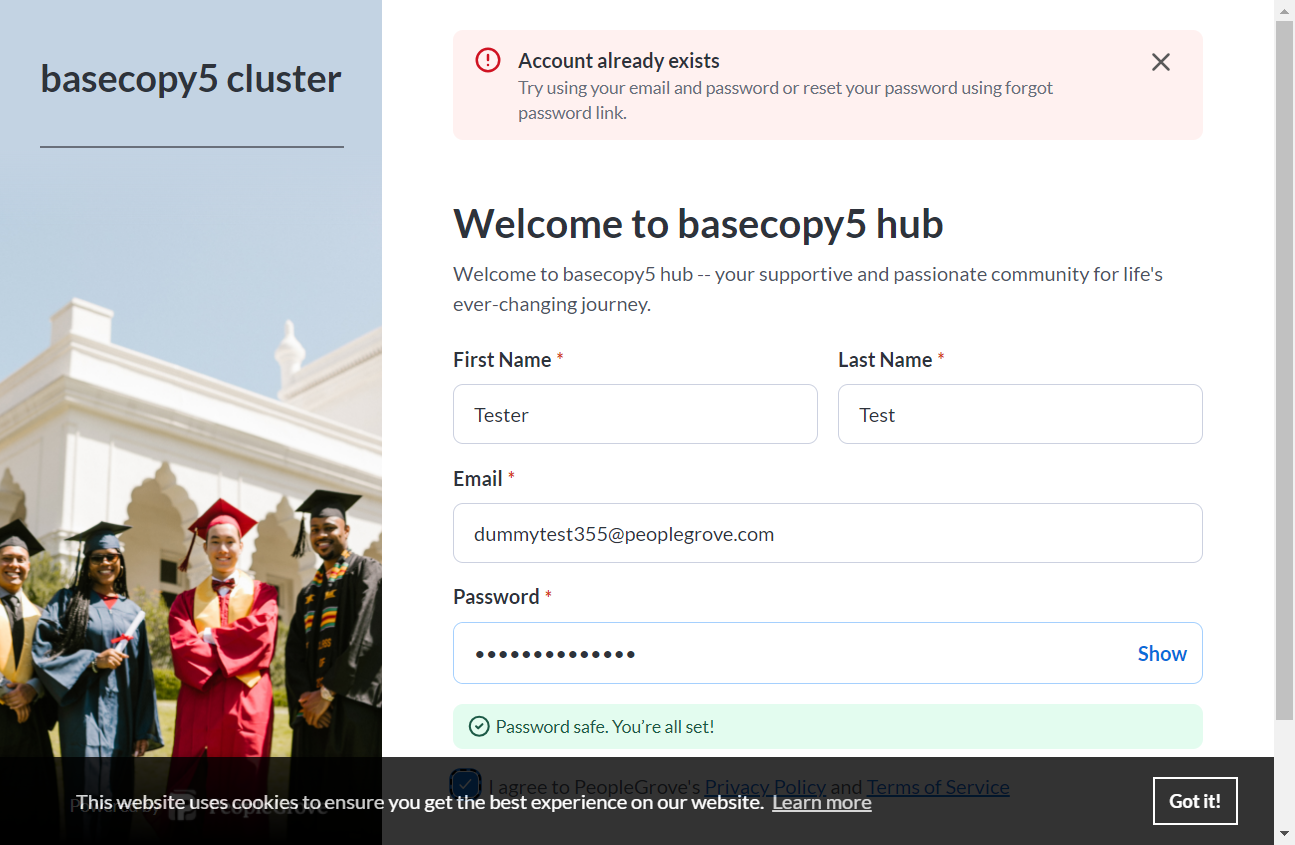 basecopy5 cluster
Account already exists
Try using your email and password or reset your password using forgot
password link.
Welcome to basecopy5 hub
Welcome to basecopy5 hub -- your supportive and passionate community for life's
ever-changing journey.
First Name *
Last Name *
Tester
Test
Email *
dummytest355@peoplegrove.com
Password *
••••••••••••••
Show
Password safe. You’re all set!
I agree to PeopleGrove's Privacy Policy and Terms of Service
Powered by PeopleGrove
This website uses cookies to ensure you get the best experience on our website. Learn more
Got it!